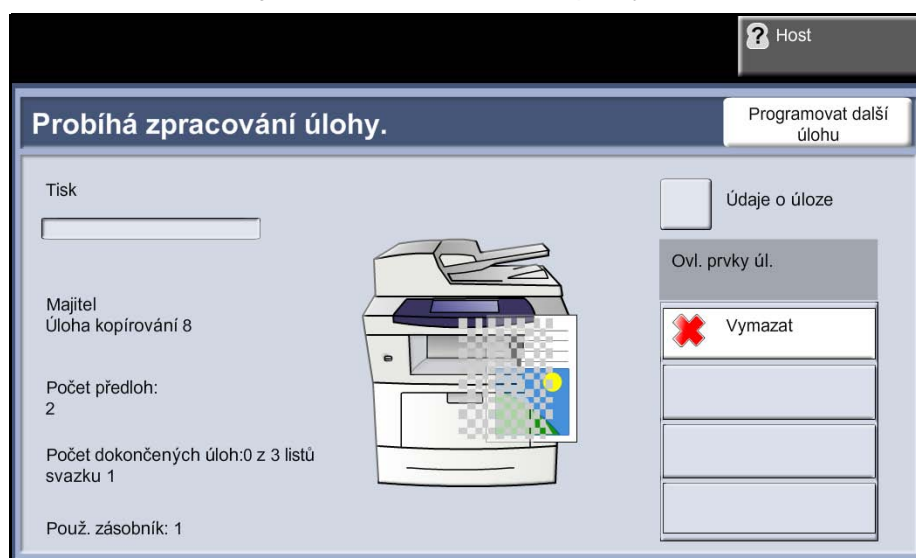 ? Host
Probíhá zpracování úlohy.
Programovat další
úlohu
Tisk
Údaje o úloze
Ovl. prvky úl.
Majitel
Úloha kopírování 8
Vymazat
Počet předloh:
2
Počet dokončených úloh:0 z 3 listů
svazku 1
Použ. zásobník: 1